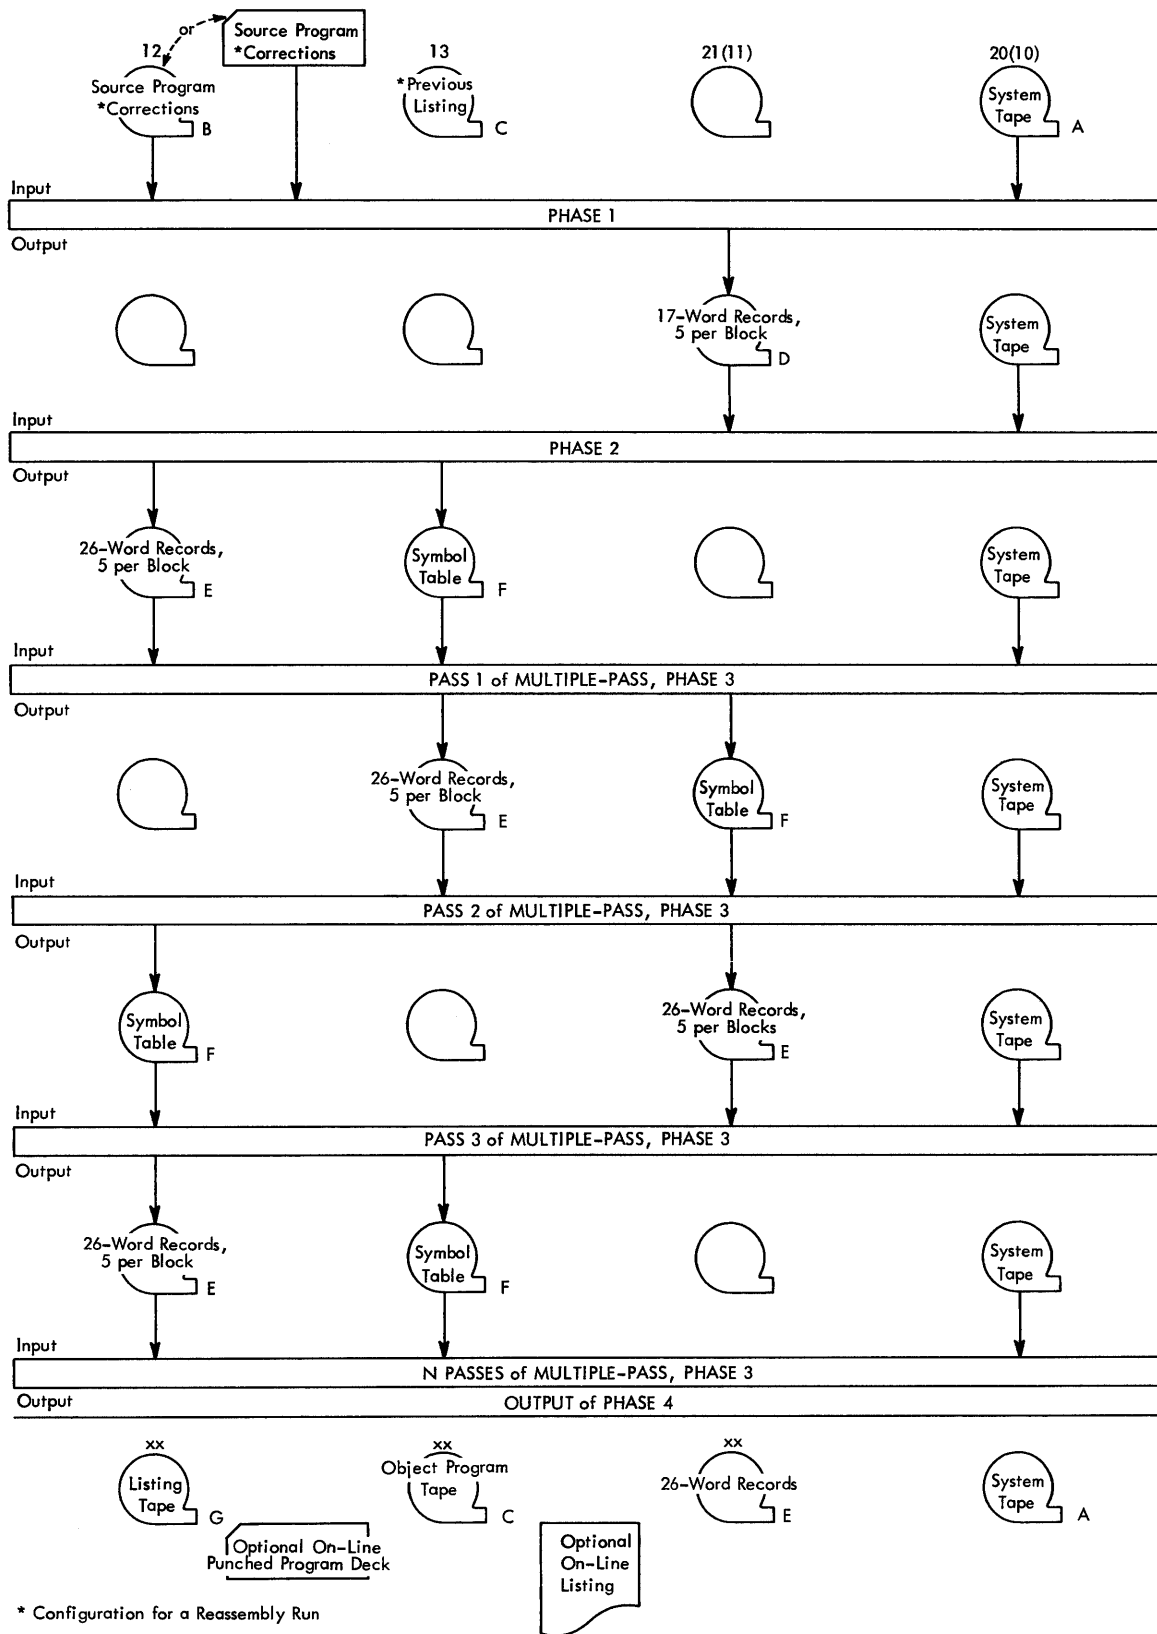 or
Source Program
*Corrections
12
13
21(11)
20(10)
Source Program
*Corrections
B
*Previous
Listing
C
System
Tape
A
Input
PHASE 1
Output
17-Word Records,
5 per Block
D
System
Tape
Input
PHASE 2
Output
26-Word Records,
5 per Block
E
Symbol
Table
F
System
Tape
Input
PASS 1 of MULTIPLE-PASS, PHASE 3
Output
26-Word Records,
5 per Block
E
Symbol
Table
F
System
Tape
Input
PASS 2 of MULTIPLE-PASS, PHASE 3
Output
Symbol
Table
F
26-Word Records,
5 per Blocks
E
System
Tape
Input
PASS 3 of MULTIPLE-PASS, PHASE 3
Output
26-Word Records,
5 per Block
E
Symbol
Table
F
System
Tape
Input
N PASSES of MULTIPLE-PASS, PHASE 3
Output
OUTPUT of PHASE 4
xx
Listing
Tape
G
xx
Object Program
Tape
C
xx
26-Word Records
E
System
Tape
A
Optional On-Line
Punched Program Deck
Optional
On-Line
Listing
* Configuration for a Reassembly Run